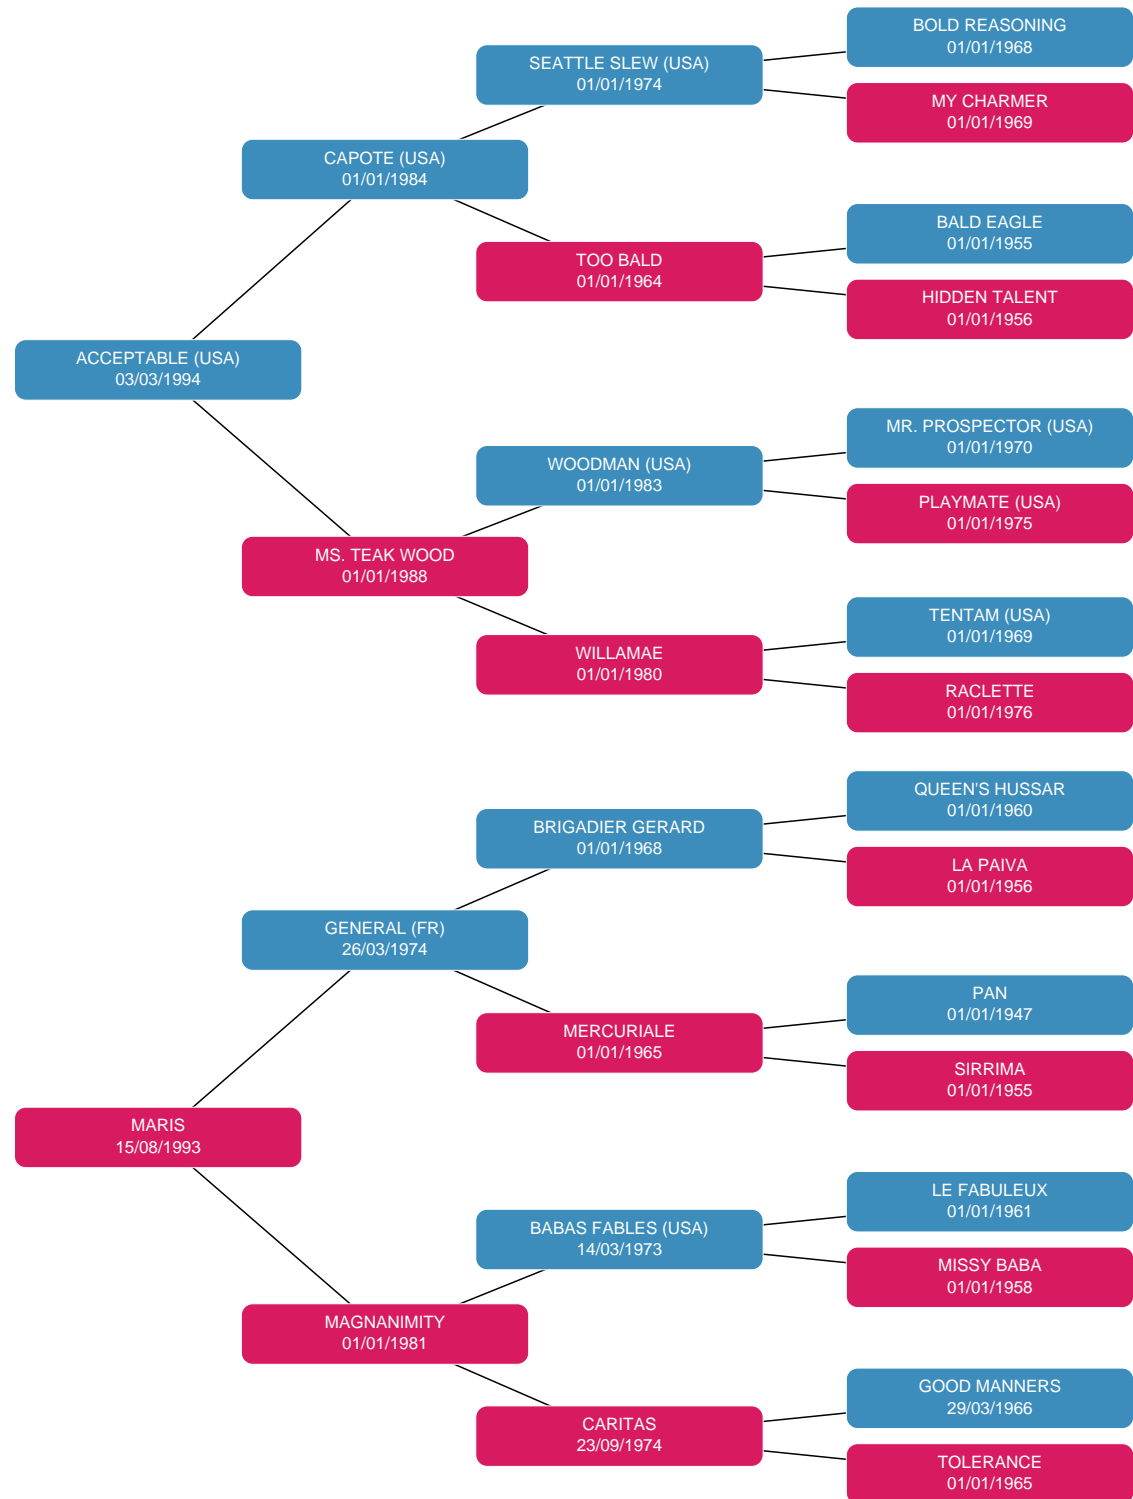 BOLD REASONING
01/01/1968
SEATTLE SLEW (USA)
01/01/1974
MY CHARMER
01/01/1969
CAPOTE (USA)
01/01/1984
BALD EAGLE
01/01/1955
TOO BALD
01/01/1964
HIDDEN TALENT
01/01/1956
ACCEPTABLE (USA)
03/03/1994
MR. PROSPECTOR (USA)
01/01/1970
WOODMAN (USA)
01/01/1983
PLAYMATE (USA)
01/01/1975
MS. TEAK WOOD
01/01/1988
TENTAM (USA)
01/01/1969
WILLAMAE
01/01/1980
RACLETTE
01/01/1976
QUEEN'S HUSSAR
01/01/1960
BRIGADIER GERARD
01/01/1968
LA PAIVA
01/01/1956
GENERAL (FR)
26/03/1974
PAN
01/01/1947
MERCURIALE
01/01/1965
SIRRIMA
01/01/1955
MARIS
15/08/1993
LE FABULEUX
01/01/1961
BABAS FABLES (USA)
14/03/1973
MISSY BABA
01/01/1958
MAGNANIMITY
01/01/1981
GOOD MANNERS
29/03/1966
CARITAS
23/09/1974
TOLERANCE
01/01/1965